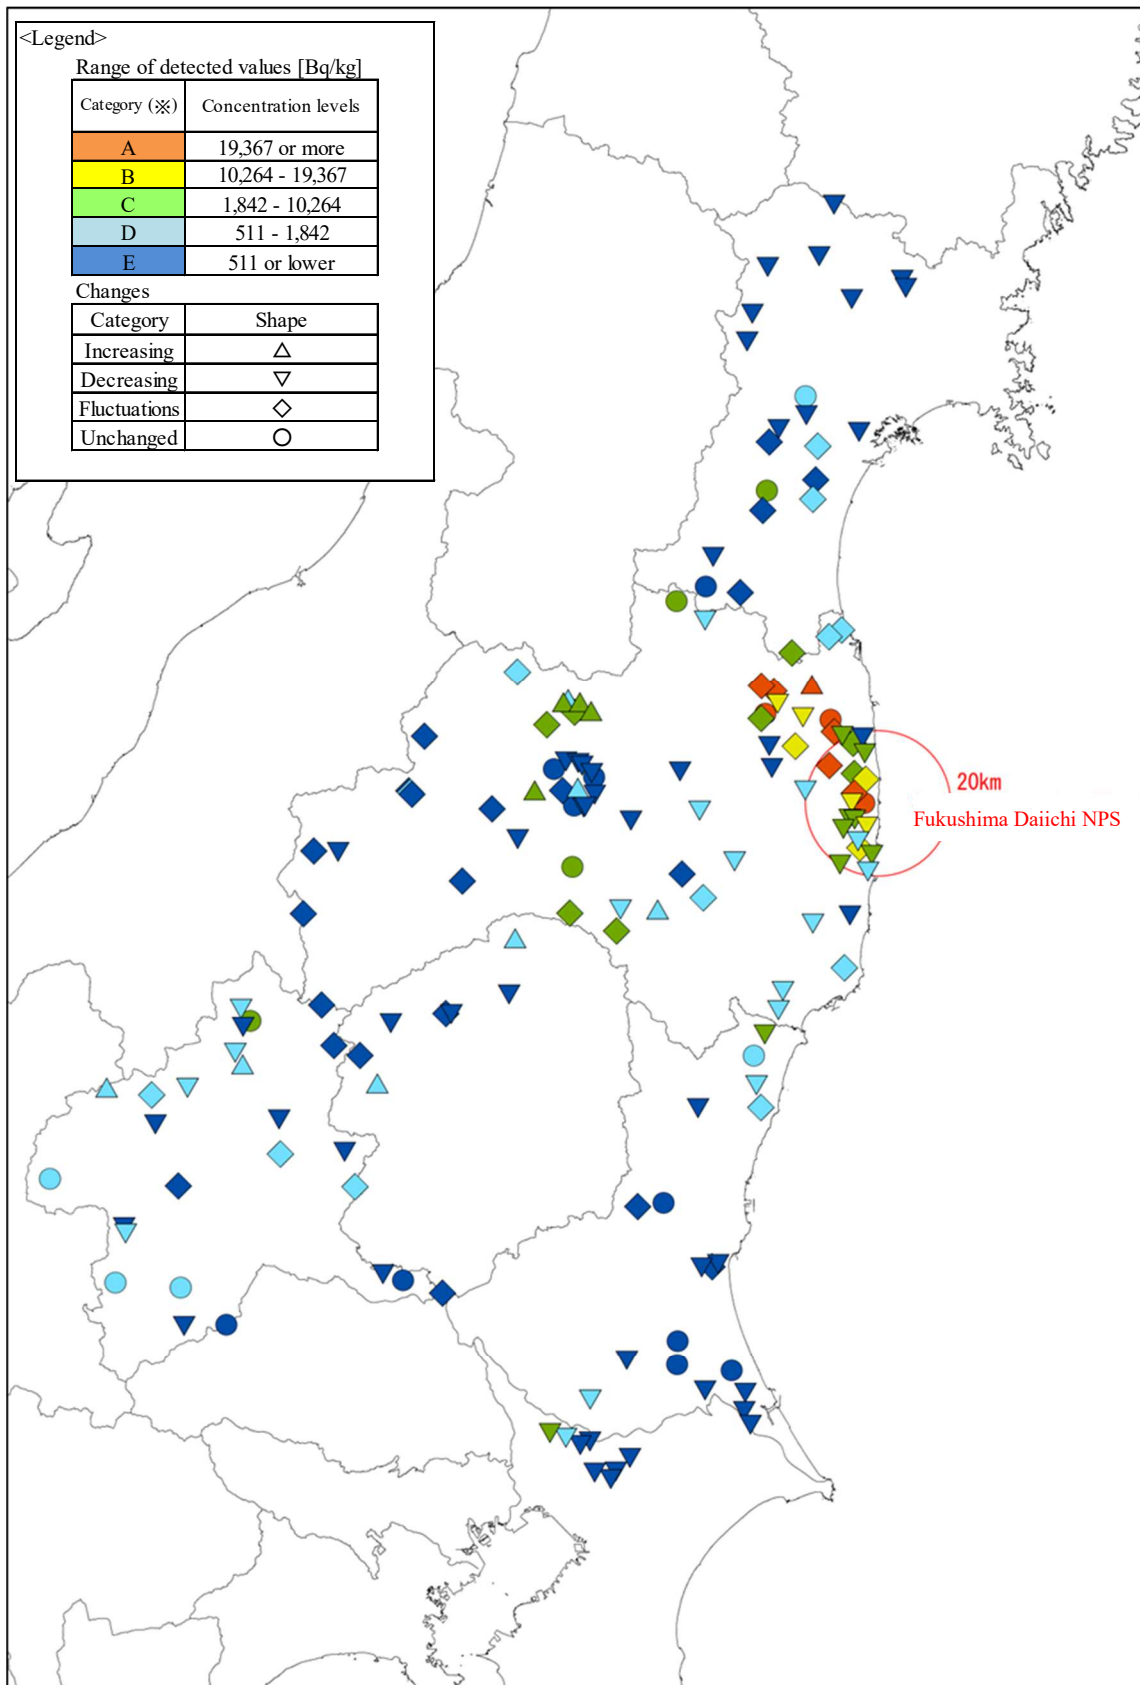 <Legend>
Range of detected values [Bq/kg]
Category (※) Concentration levels
A 19,367 or more
B 10,264 - 19,367
C 1,842 - 10,264
D 511 - 1,842
E 511 or lower
Changes
Category Shape
Increasing △
Decreasing ▽
Fluctuations ◇
Unchanged ○
20km
Fukushima Daiichi NPS